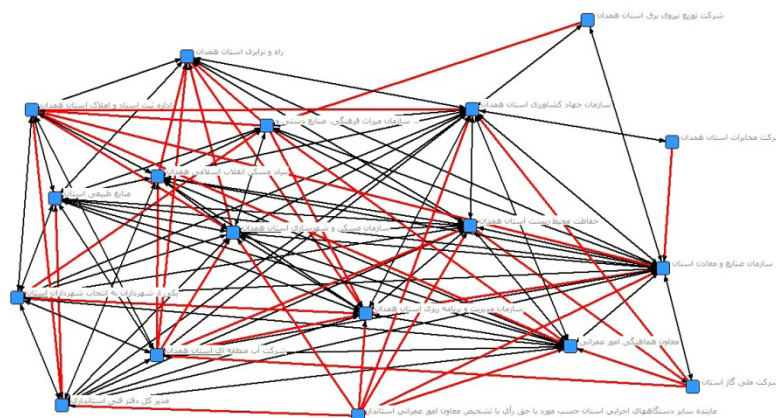 شرکت توزیع نیروی برق استان همدان
راه و ترابری استان همدان
اداره ثبت اسناد و املاک استان همدان
سازمان جهاد کشاورزی استان همدان
سازمان میراث فرهنگی، صنایع دستی و ..
شرکت مخابرات استان همدان
بنیاد مسکن انقلاب اسلامی همدان
منابع طبیعی استان
حفاظت محیط زیست استان همدان
سازمان مسکن و شهرسازی استان همدان
سازمان صنایع و معادن استان
یکی از شهرداران به انتخاب شهرداران استان
سازمان مدیریت و برنامه ریزی استان همدان
معاون هماهنگی امور عمرانی
شرکت آب منطقه ای استان همدان
شرکت ملی گاز استان
مدیر کل دفتر فنی استانداری
نماینده سایر دستگاههای اجرایی استان حسب مورد با حق رأی با تشخیص معاون امور عمرانی استاندار